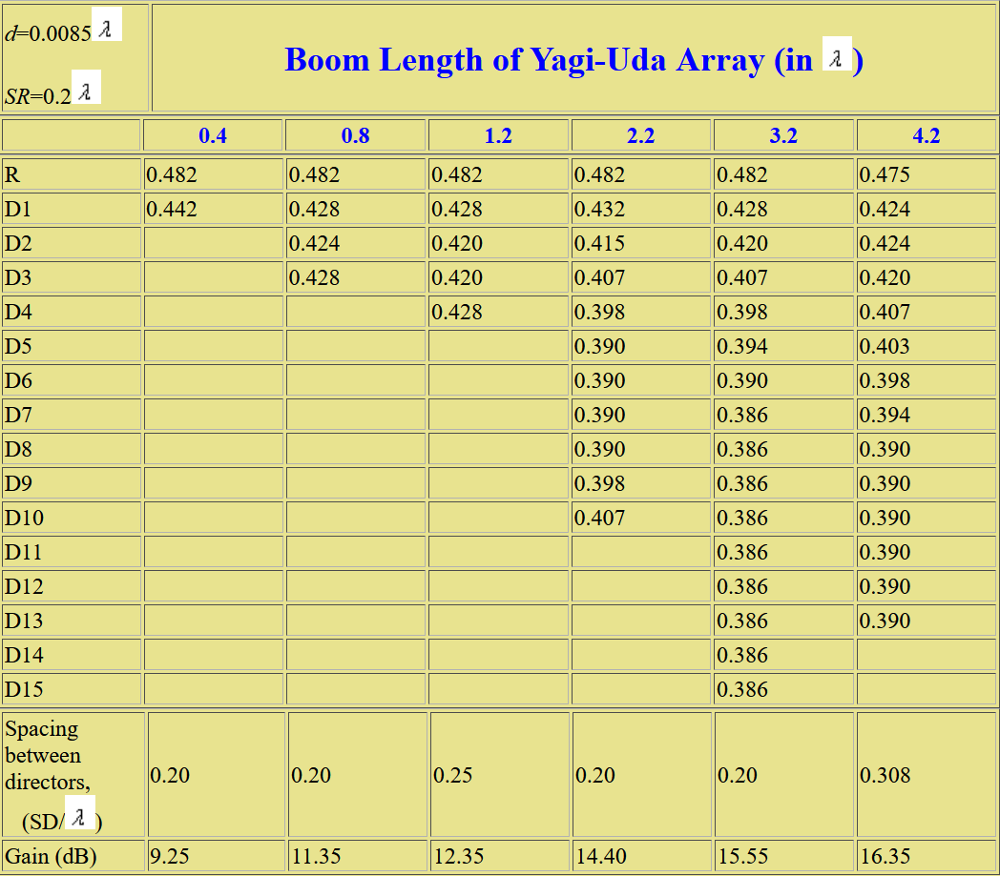 d=0.0085 λ
SR=0.2 λ
Boom Length of Yagi-Uda Array (in λ)
0.4 0.8 1.2 2.2 3.2 4.2
R 0.482 0.482 0.482 0.482 0.482 0.475
D1 0.442 0.428 0.428 0.432 0.428 0.424
D2 0.424 0.420 0.415 0.420 0.424
D3 0.428 0.420 0.407 0.407 0.420
D4 0.428 0.398 0.398 0.407
D5 0.390 0.394 0.403
D6 0.390 0.390 0.398
D7 0.390 0.386 0.394
D8 0.390 0.386 0.390
D9 0.398 0.386 0.390
D10 0.407 0.386 0.390
D11 0.386 0.390
D12 0.386 0.390
D13 0.386 0.390
D14 0.386
D15 0.386
Spacing
between
directors,
(SD/ λ)
0.20 0.20 0.25 0.20 0.20 0.308
Gain (dB) 9.25 11.35 12.35 14.40 15.55 16.35